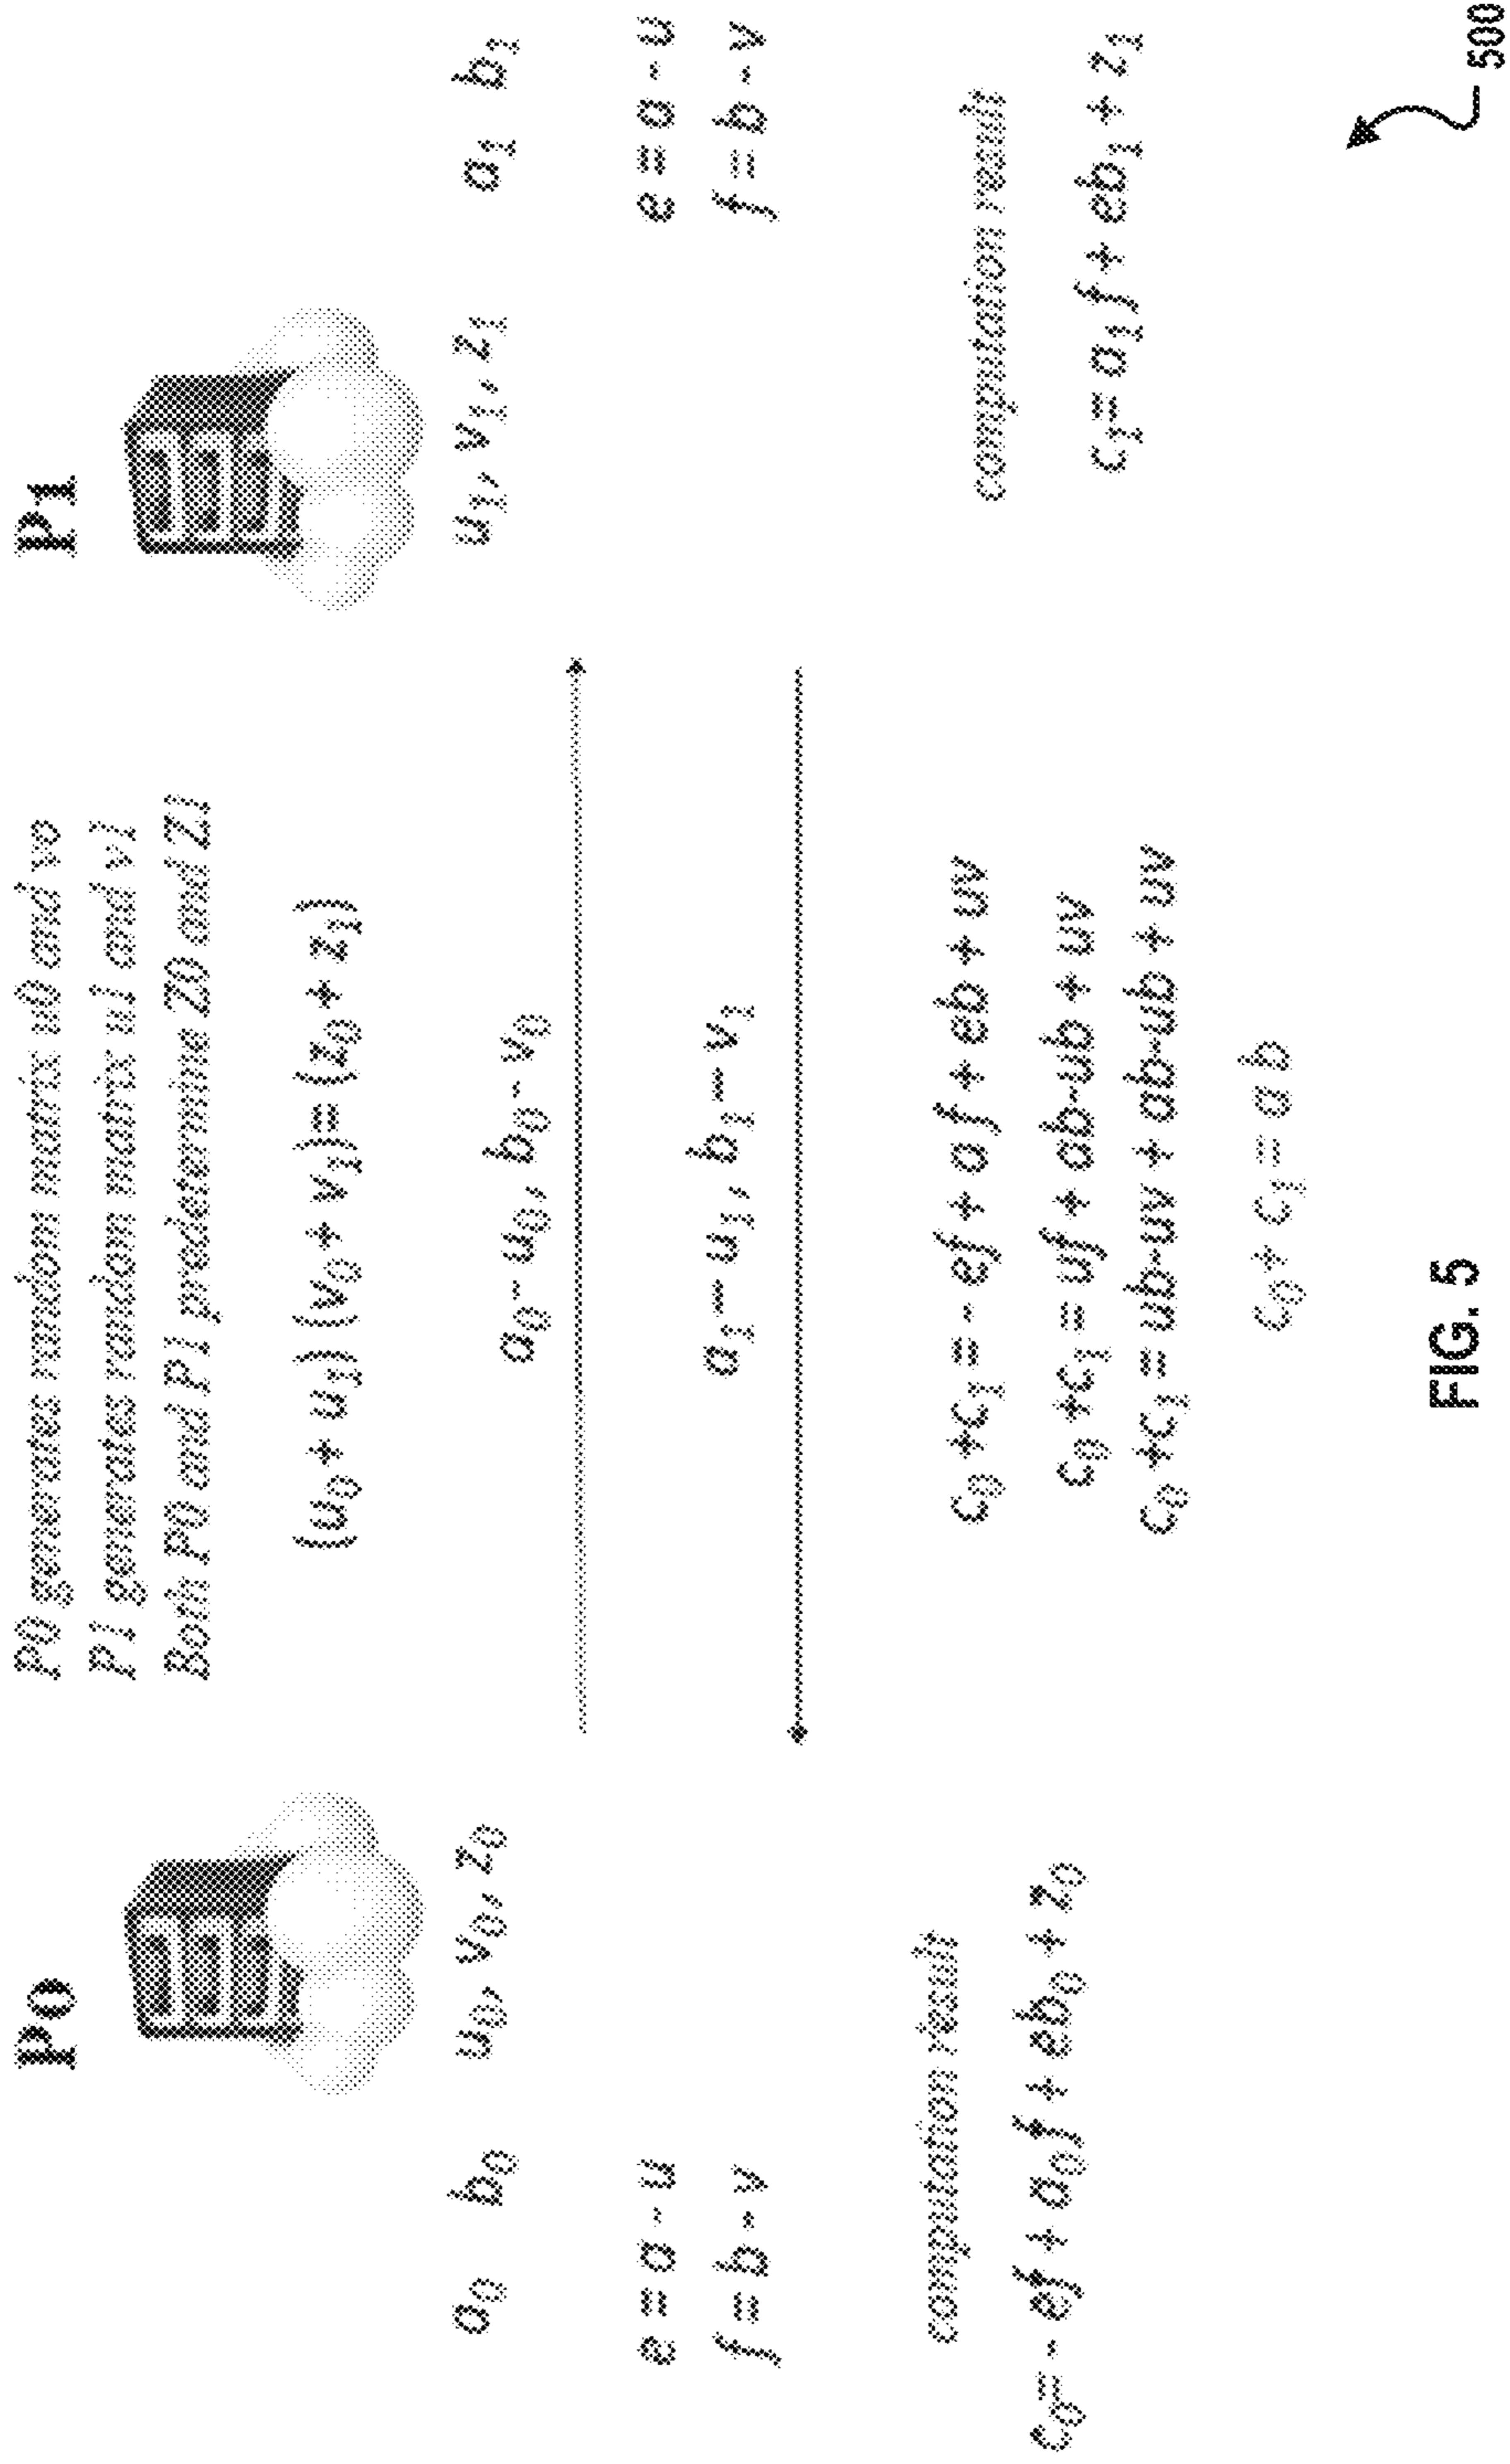 P0
P0 generates random matrix u0 and vo
P1 generates random matrix u1 and v1
Both P0 and P1 predetermine Z0 and Z1
P1
(u₀ + u₁) (v₀ + v₁) = (z₀ + z₁)
a₀ b₀
u₀, v₀, z₀
u₁, v₁, z₁
a₁ b₁
a₀ − u₀, b₀ − v₀
e = a - u
f = b - v
e = a - u
f = b - v
a₁ − u₁, b₁ − v₁
computation result
c₀ = - ef + a₀f + eb₀ + z₀
c₀ +c₁ = - ef + af + eb + uv
c₀ +c₁ = uf + ab-ub + uv
c₀ +c₁ = ub-uv + ab-ub + uv
c₀ + c₁ = a b
computation result
c₁ = a₁f + eb₁ + z₁
FIG. 5
500